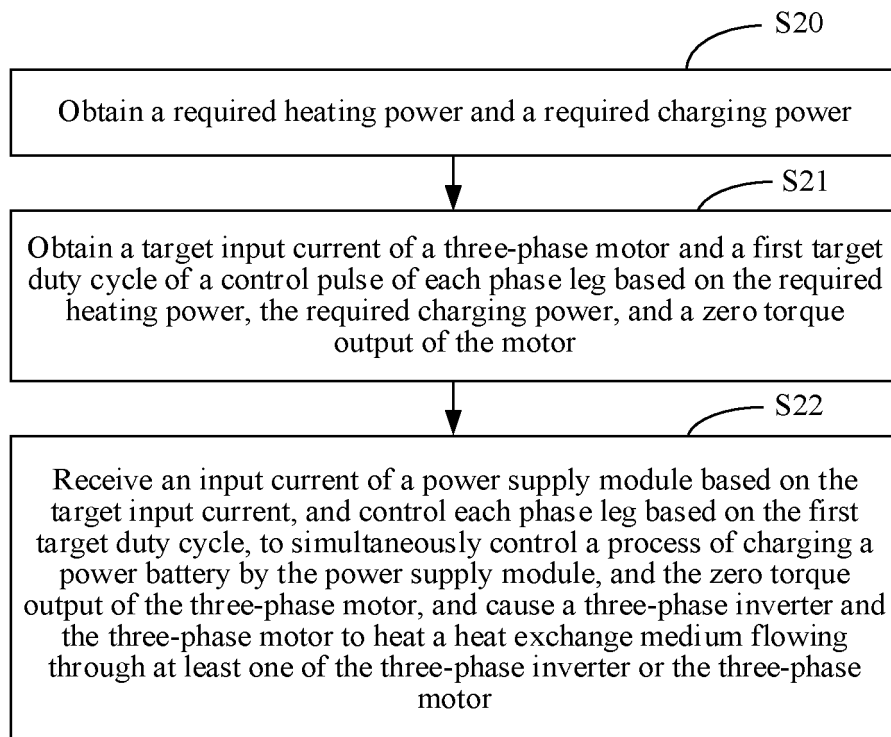 S20
Obtain a required heating power and a required charging power
S21
Obtain a target input current of a three-phase motor and a first target
duty cycle of a control pulse of each phase leg based on the required
heating power, the required charging power, and a zero torque
output of the motor
S22
Receive an input current of a power supply module based on the
target input current, and control each phase leg based on the first
target duty cycle, to simultaneously control a process of charging a
power battery by the power supply module, and the zero torque
output of the three-phase motor, and cause a three-phase inverter and
the three-phase motor to heat a heat exchange medium flowing
through at least one of the three-phase inverter or the three-phase
motor